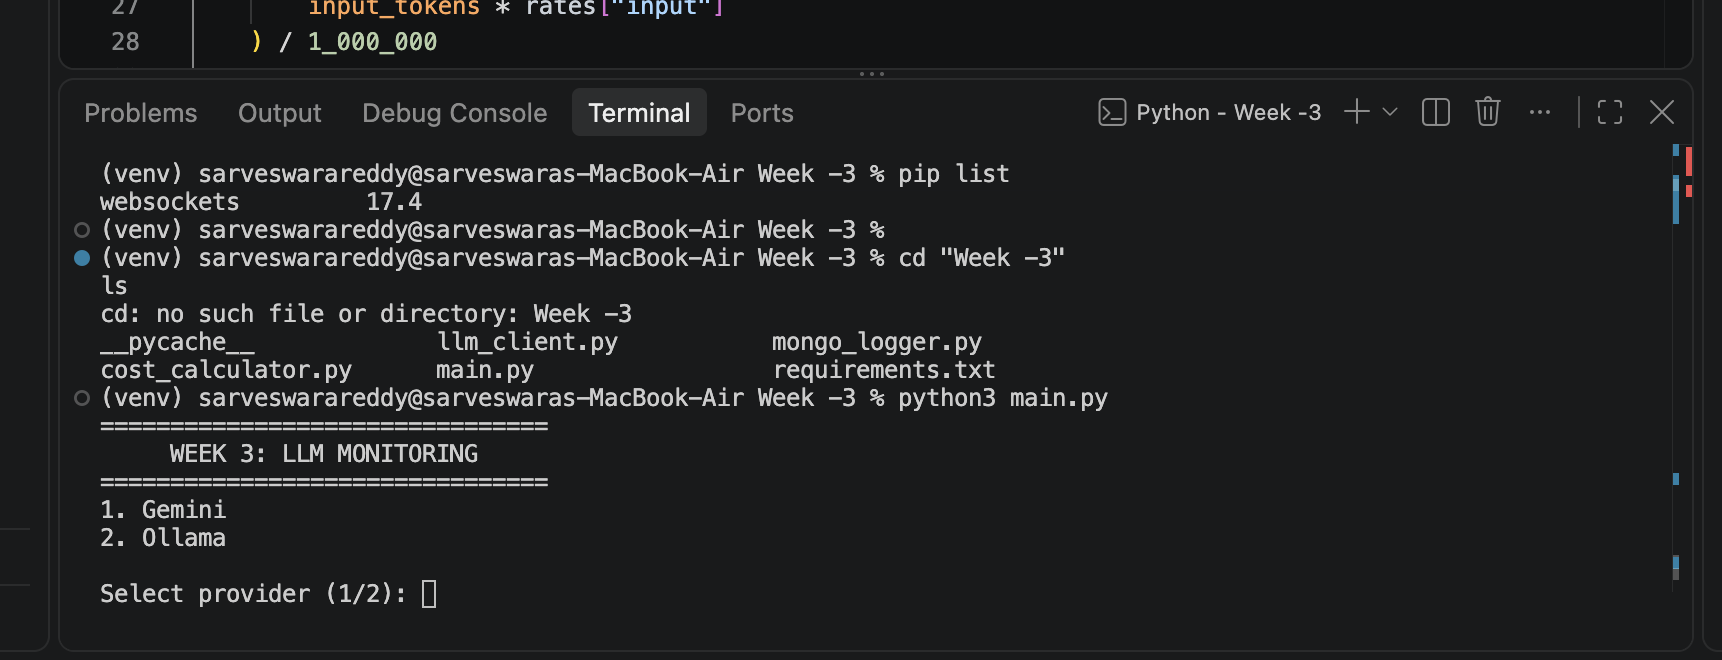 27 input_tokens * rates["input"]
28 ) / 1_000_000
Problems Output Debug Console Terminal Ports Python - Week -3
(venv) sarveswarareddy@sarveswaras-MacBook-Air Week -3 % pip list
websockets 17.4
(venv) sarveswarareddy@sarveswaras-MacBook-Air Week -3 %
(venv) sarveswarareddy@sarveswaras-MacBook-Air Week -3 % cd "Week -3"
ls
cd: no such file or directory: Week -3
__pycache__ llm_client.py mongo_logger.py
cost_calculator.py main.py requirements.txt
(venv) sarveswarareddy@sarveswaras-MacBook-Air Week -3 % python3 main.py
================================
WEEK 3: LLM MONITORING
================================
1. Gemini
2. Ollama
Select provider (1/2):